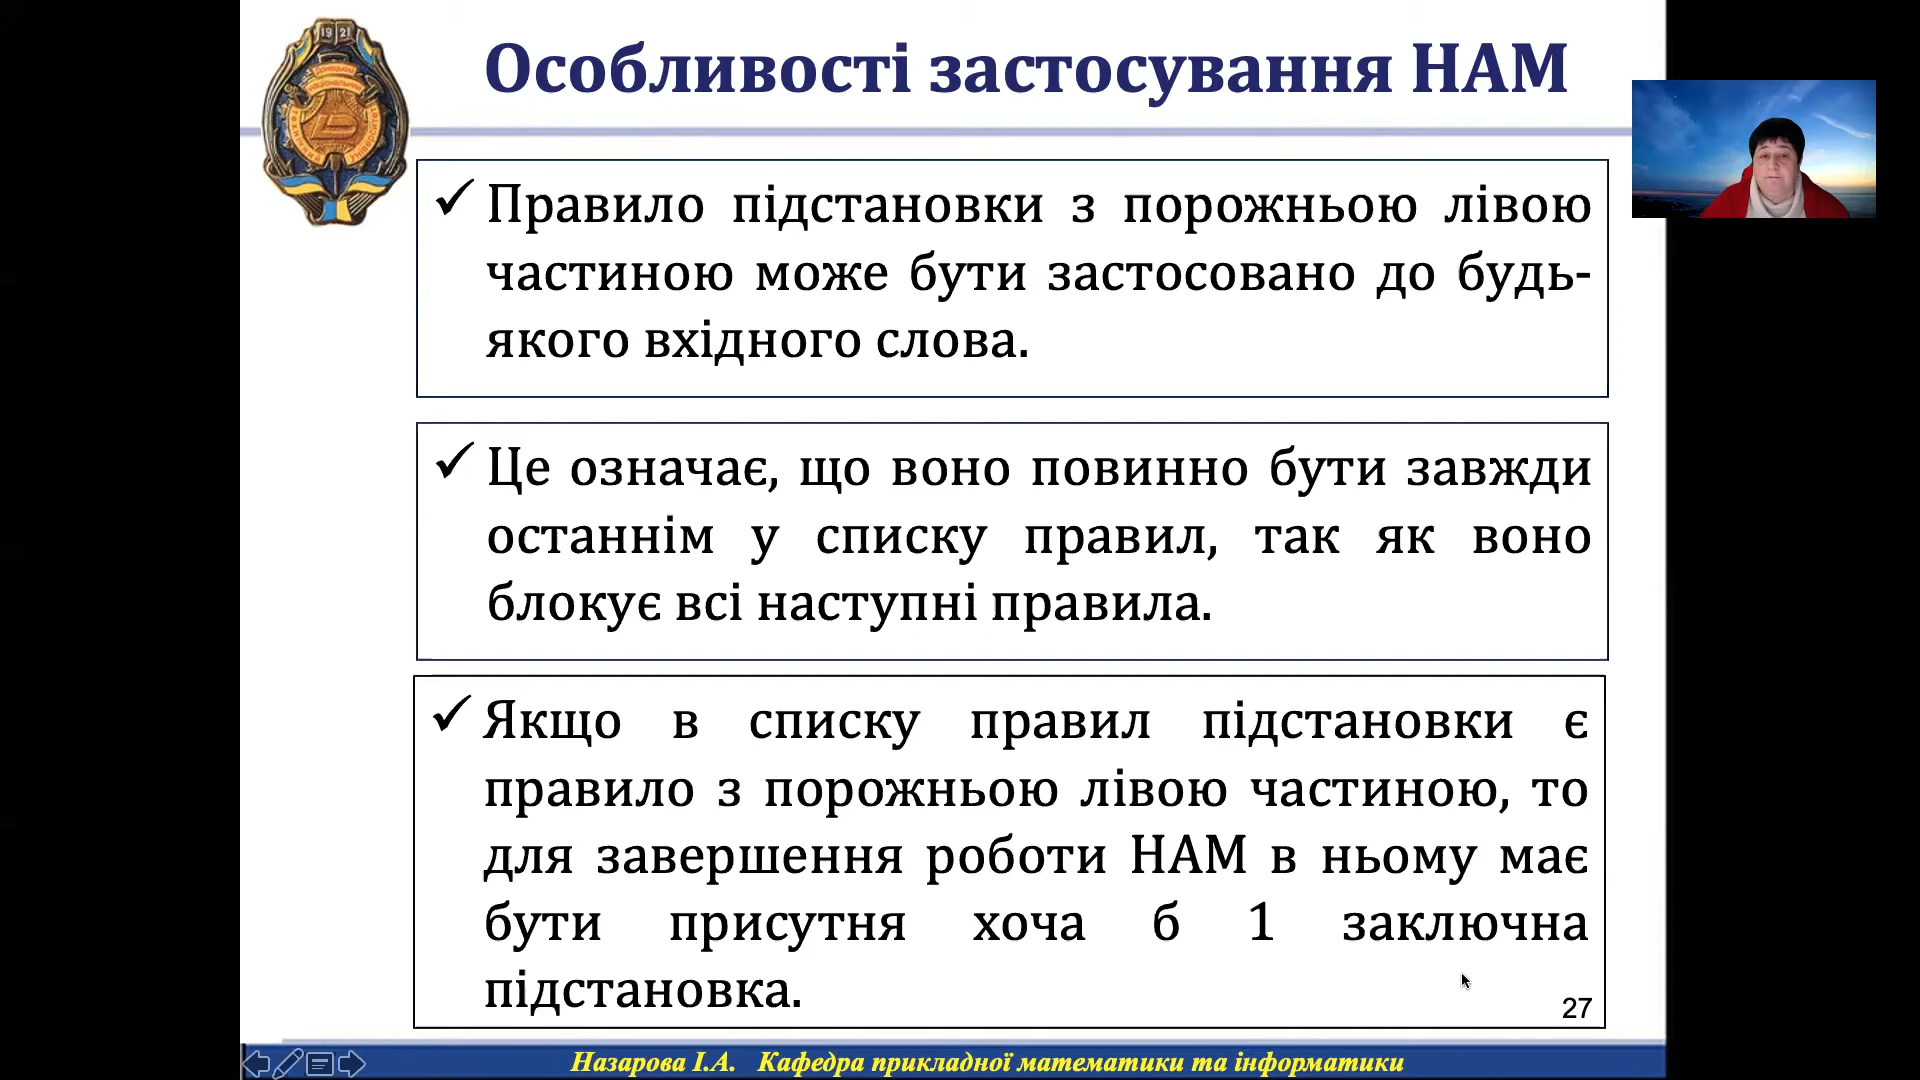 Особливості застосування НАМ
1921
✓ Правило підстановки з порожньою лівою
частиною може бути застосовано до будь-
якого вхідного слова.
✓ Це означає, що воно повинно бути завжди
останнім у списку правил, так як воно
блокує всі наступні правила.
✓ Якщо в списку правил підстановки є
правило з порожньою лівою частиною, то
для завершення роботи НАМ в ньому має
бути присутня хоча б 1 заключна
підстановка.
27
Назарова І.А. Кафедра прикладної математики та інформатики